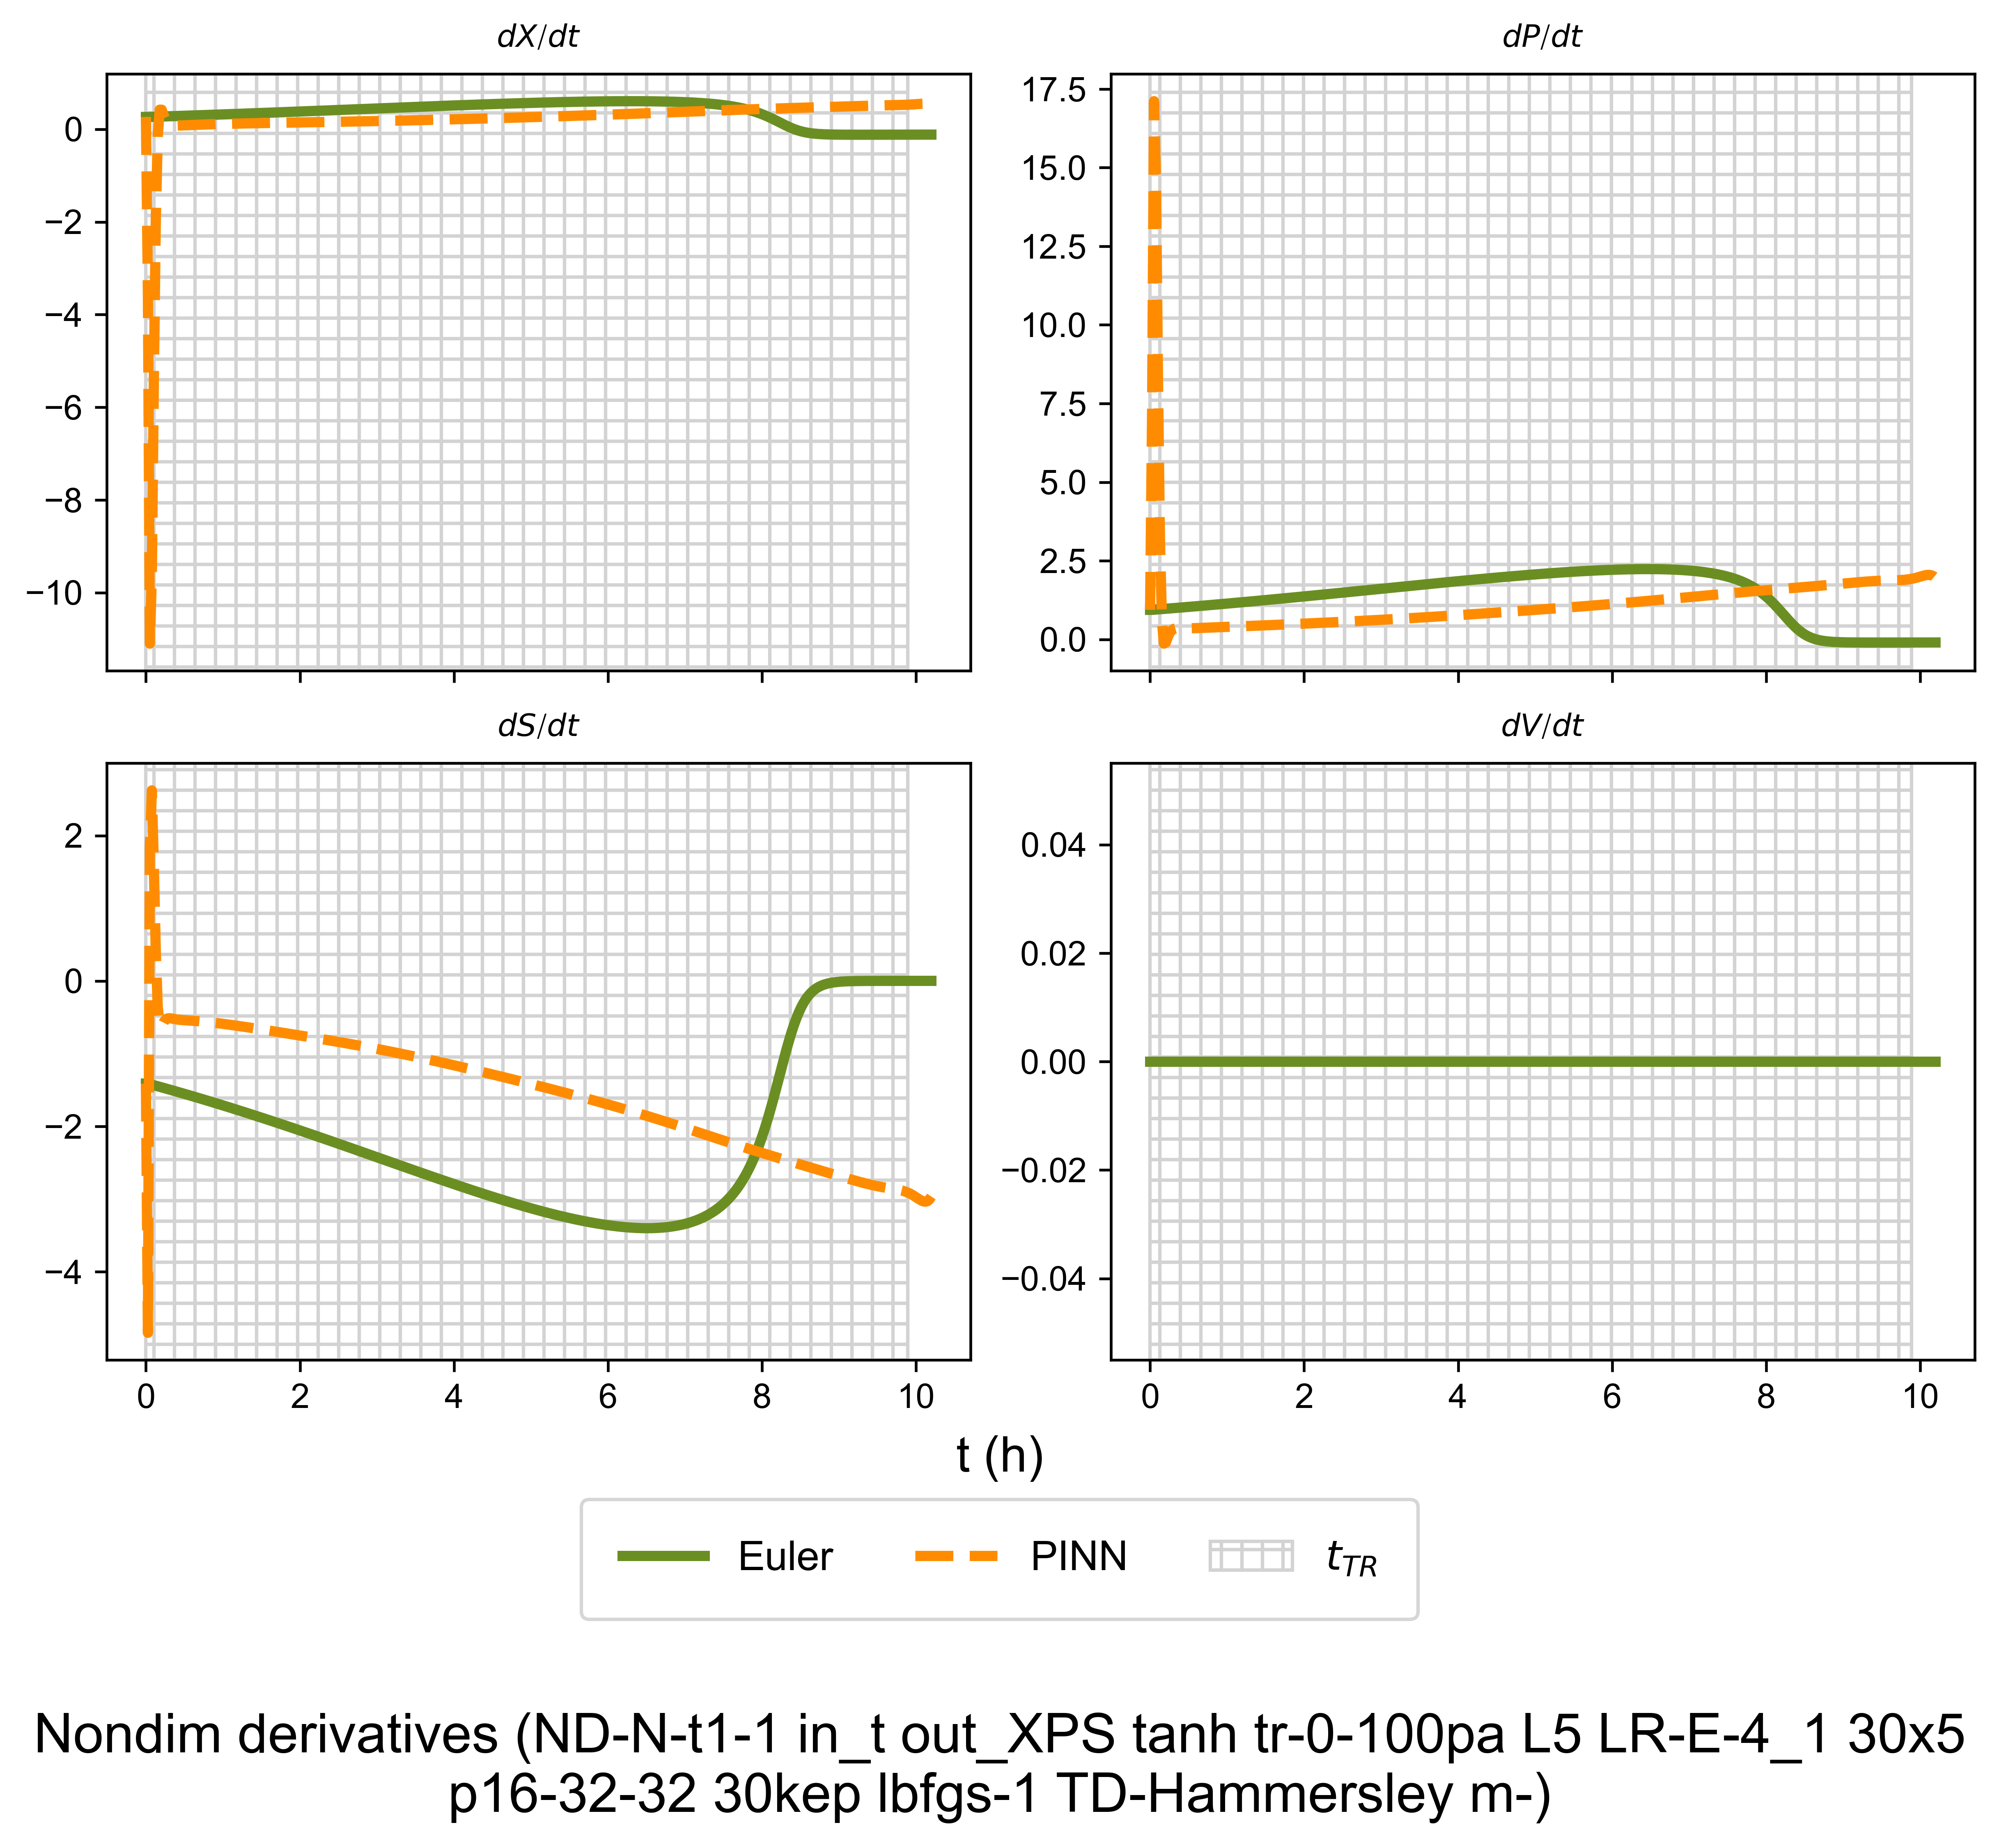 dX/dt
dP/dt
0
−2
−4
−6
−8
−10
17.5
15.0
12.5
10.0
7.5
5.0
2.5
0.0
dS/dt
dV/dt
2
0
−2
−4
0.04
0.02
0.00
−0.02
−0.04
0 2 4 6 8 10
0 2 4 6 8 10
t (h)
Euler PINN t_TR
Nondim derivatives (ND-N-t1-1 in_t out_XPS tanh tr-0-100pa L5 LR-E-4_1 30x5
p16-32-32 30kep lbfgs-1 TD-Hammersley m-)